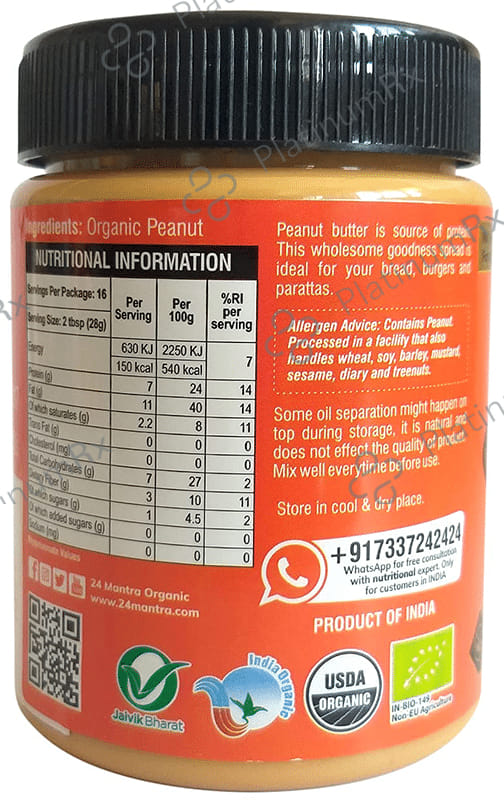 Ingredients: Organic Peanut
NUTRITIONAL INFORMATION
Servings Per Package: 16
Serving Size: 2 tbsp (28g)
Per Serving
Per 100g
%RI per serving
Energy 630 KJ 2250 KJ 7
150 kcal 540 kcal
Protein (g) 7 24 14
Fat (g) 11 40 14
Of which saturates (g) 2.2 8 11
Trans Fat (g) 0 0 0
Cholesterol (mg) 0 0 0
Total Carbohydrates (g) 7 27 2
Dietary Fiber (g) 3 10 11
Of which sugars (g) 1 4.5 2
Of which added sugars (g) 0 0 0
Sodium (mg) 0 0 0
Approximate Values
24 Mantra Organic
www.24mantra.com
Jaivik Bharat
Peanut butter is source of protein
This wholesome goodness spread is
ideal for your bread, burgers and
parattas.
Allergen Advice: Contains Peanut.
Processed in a facility that also
handles wheat, soy, barley, mustard,
sesame, diary and treenuts.
Some oil separation might happen on
top during storage, it is natural and
does not effect the quality of product.
Mix well everytime before use.
Store in cool & dry place.
+917337242424
WhatsApp for free consultation
with nutritional expert. Only
for customers in INDIA
PRODUCT OF INDIA
India Organic
USDA
ORGANIC
IN-BIO-149
Non-EU Agriculture
PlatinumRx
PlatinumRx
PlatinumRx
PlatinumRx